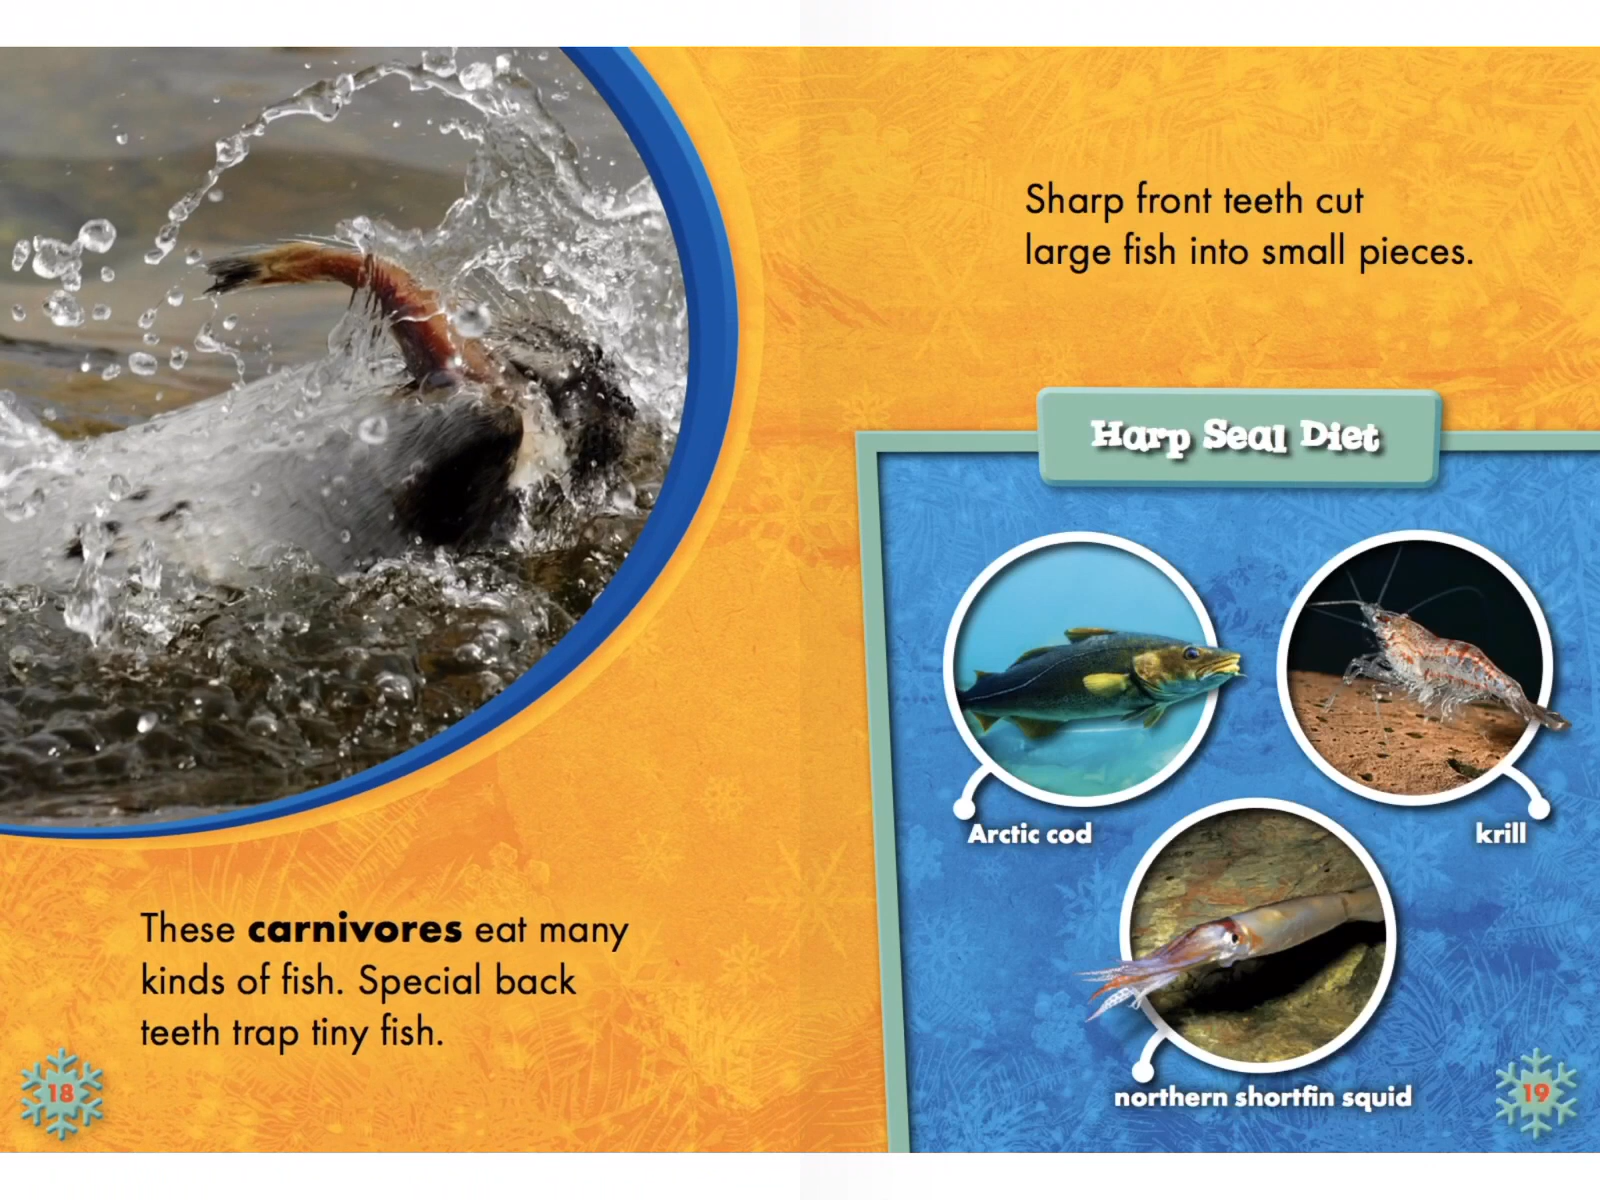 These carnivores eat many
kinds of fish. Special back
teeth trap tiny fish.
18
Sharp front teeth cut
large fish into small pieces.
Harp Seal Diet
Arctic cod
krill
northern shortfin squid
19